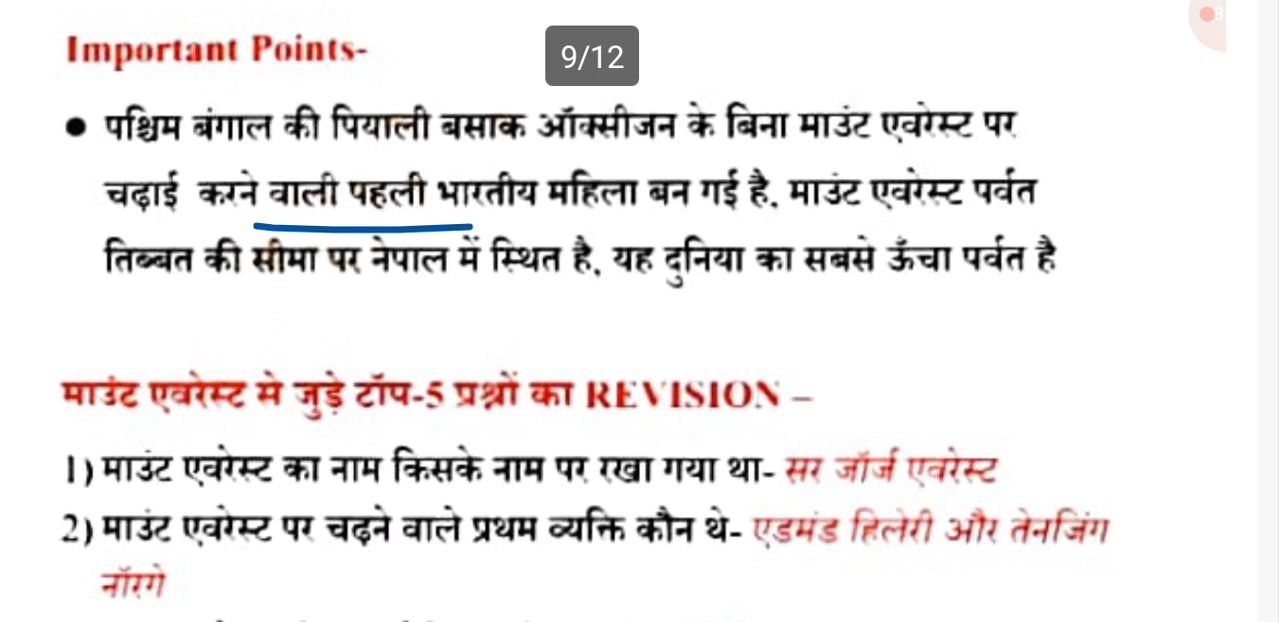 Important Points-
9/12
● पश्चिम बंगाल की पियाली बसाक ऑक्सीजन के बिना माउंट एवरेस्ट पर
चढ़ाई करने वाली पहली भारतीय महिला बन गई है. माउंट एवरेस्ट पर्वत
तिब्बत की सीमा पर नेपाल में स्थित है, यह दुनिया का सबसे ऊँचा पर्वत है
माउंट एवरेस्ट से जुड़े टॉप-5 प्रश्नों का REVISION –
1) माउंट एवरेस्ट का नाम किसके नाम पर रखा गया था- सर जॉर्ज एवरेस्ट
2) माउंट एवरेस्ट पर चढ़ने वाले प्रथम व्यक्ति कौन थे- एडमंड हिलेरी और तेनजिंग
नॉरगे